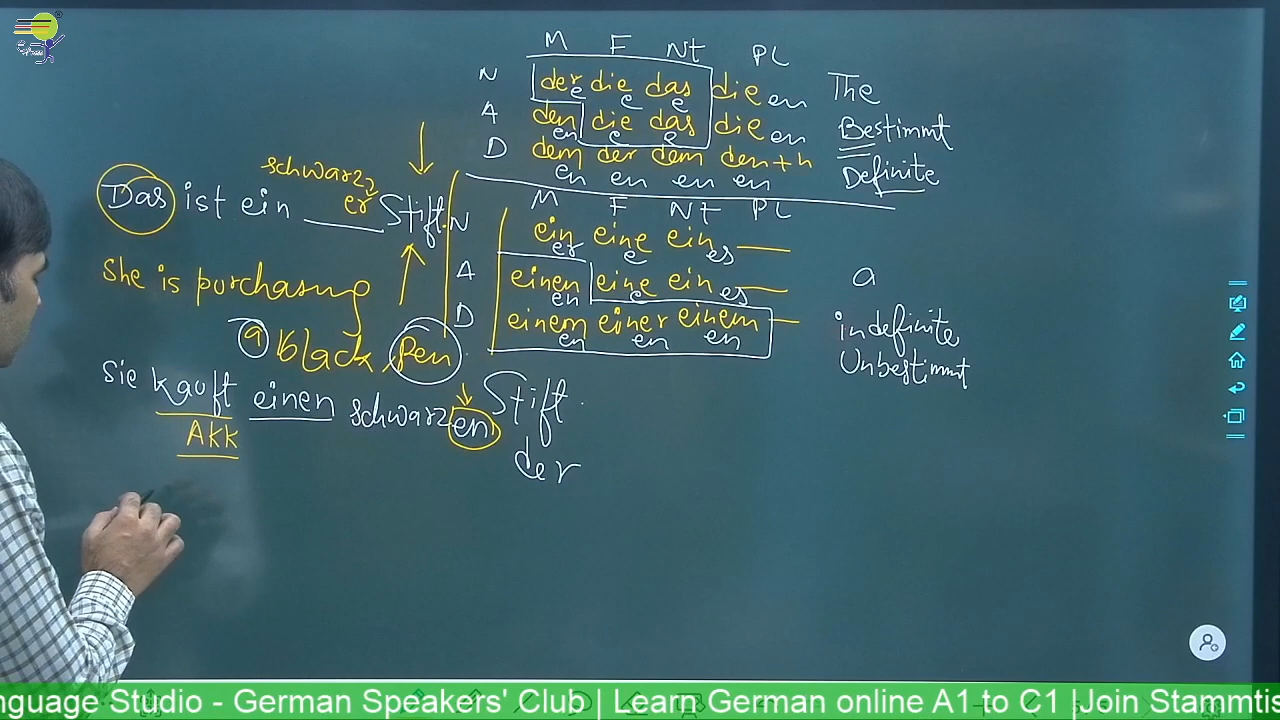 M F Nt PL
N der die das die en The
e e e
A den die das die en Bestimmt
en e e
D dem der dem den+n Definite
en en en en
schwarz
Das ist ein er Stift.
M F Nt PL
N ein eine ein
er e es
A einen eine ein a
en e es
D einem einer einem indefinite
en en en
Unbestimmt
She is purchasing
a black pen.
Sie kauft einen schwarzen Stift.
Akk
der
nguage Studio - German Speakers' Club | Learn German online A1 to C1 |Join Stammtis